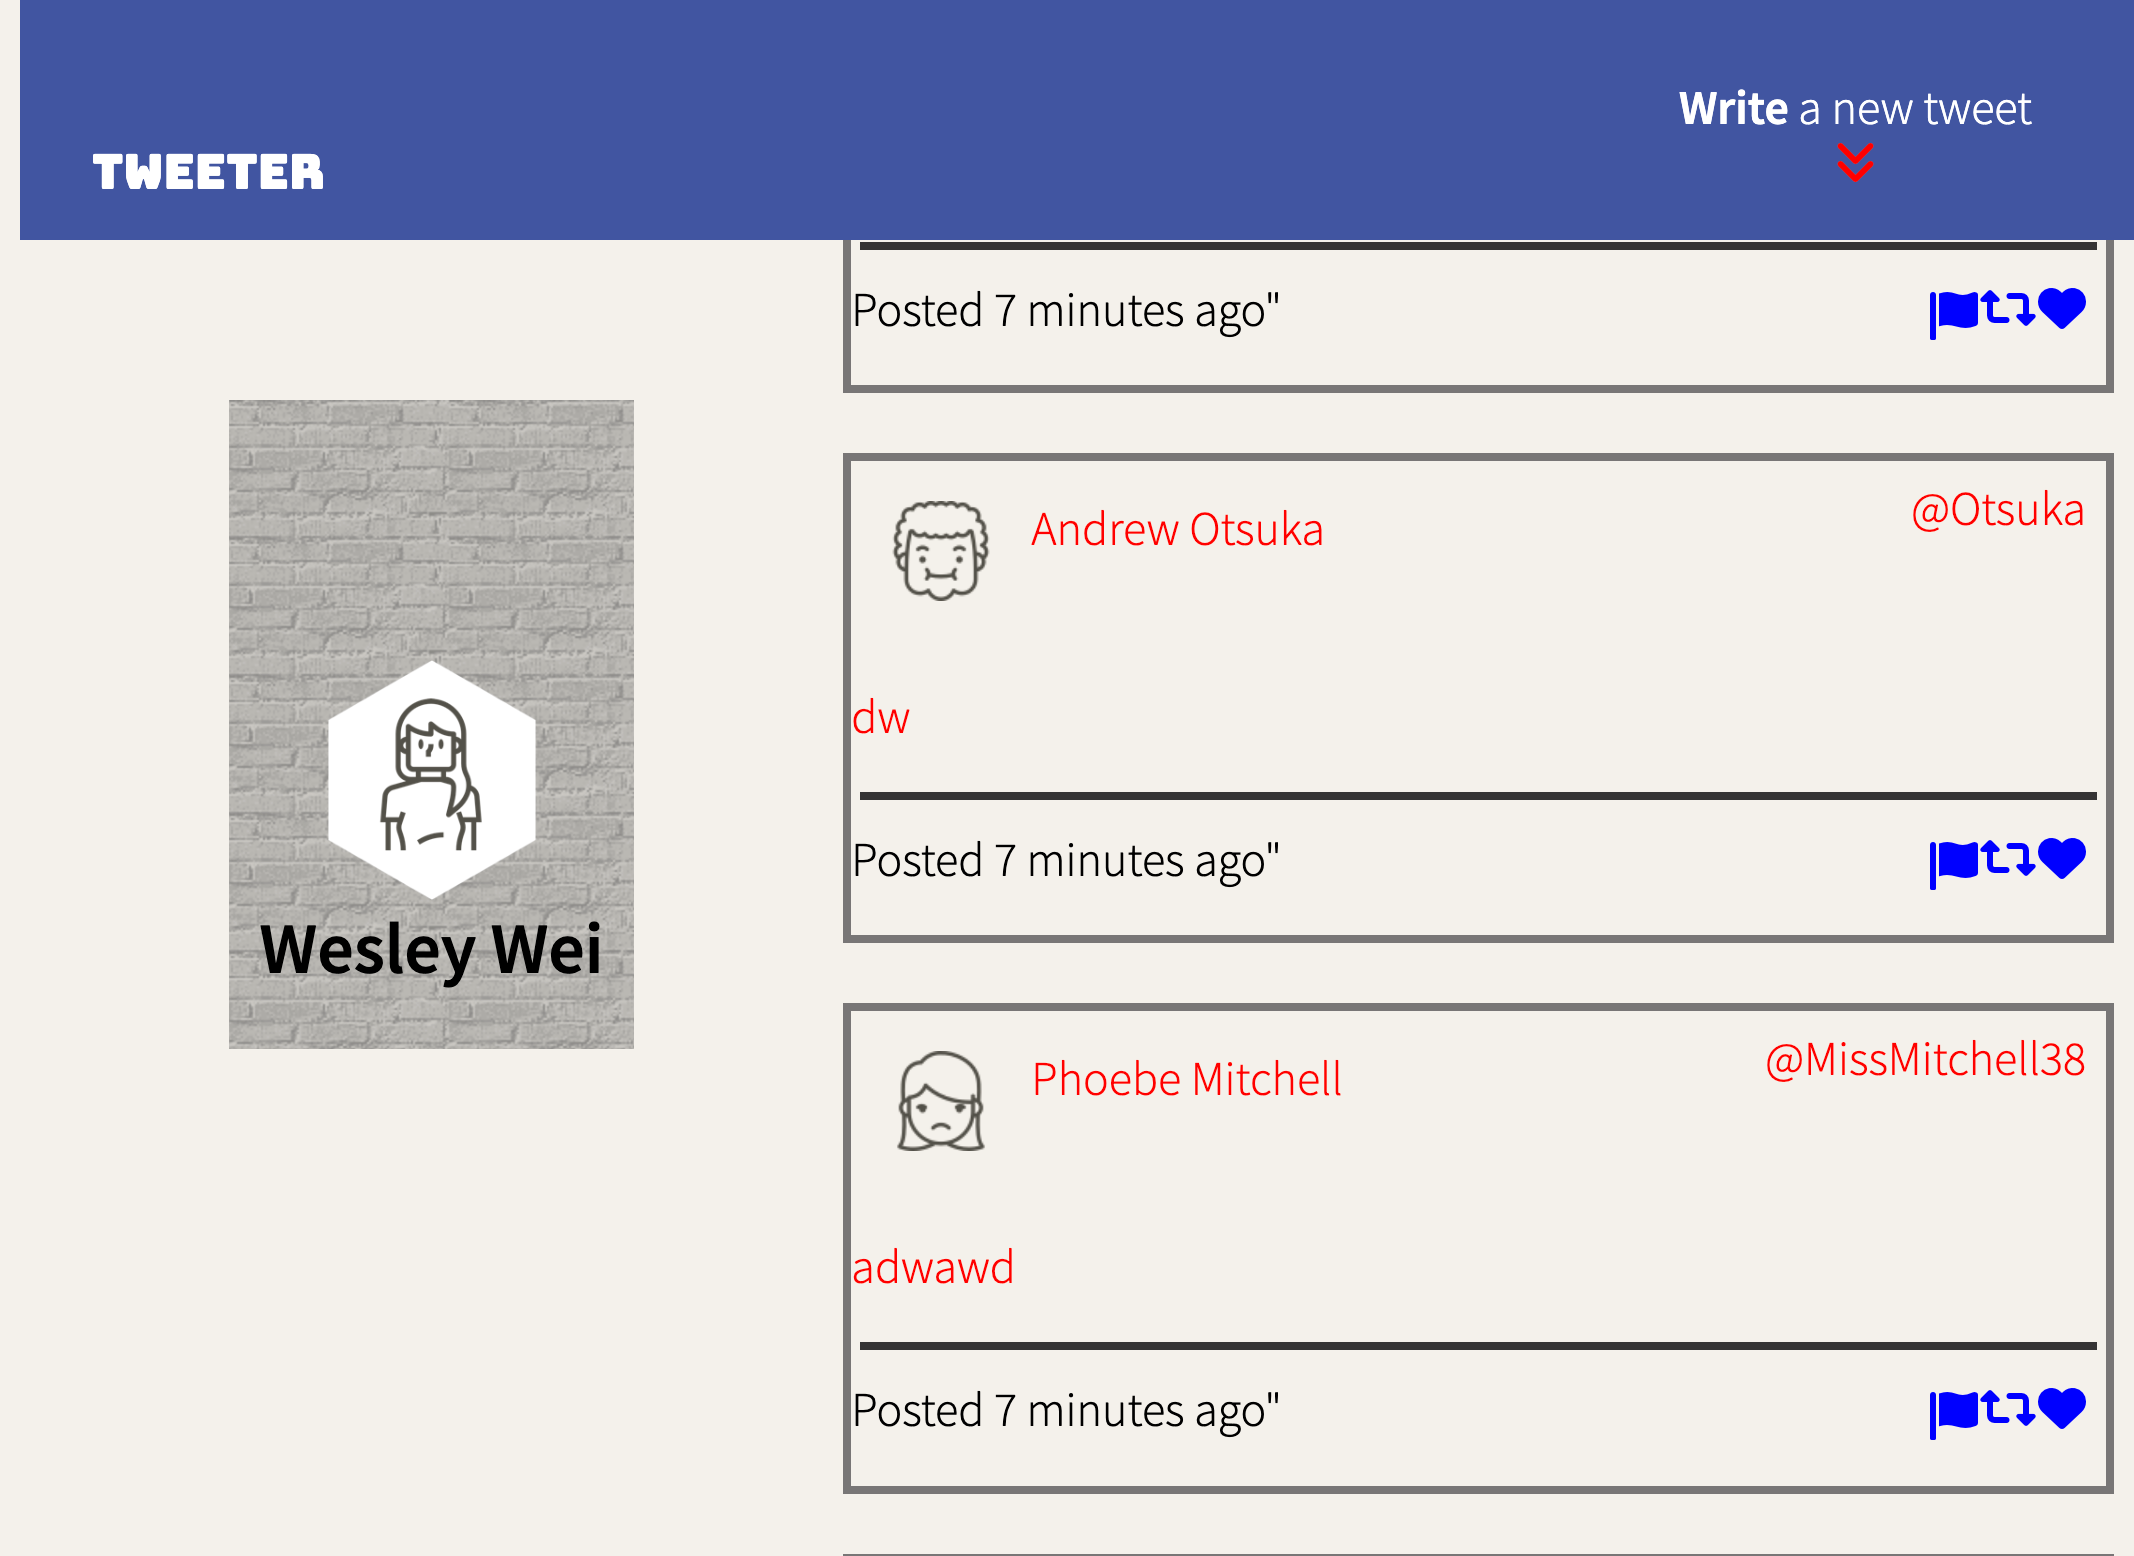 Write a new tweet
TWEETER
Posted 7 minutes ago"
Andrew Otsuka
@Otsuka
dw
Posted 7 minutes ago"
Wesley Wei
Phoebe Mitchell
@MissMitchell38
adwawd
Posted 7 minutes ago"